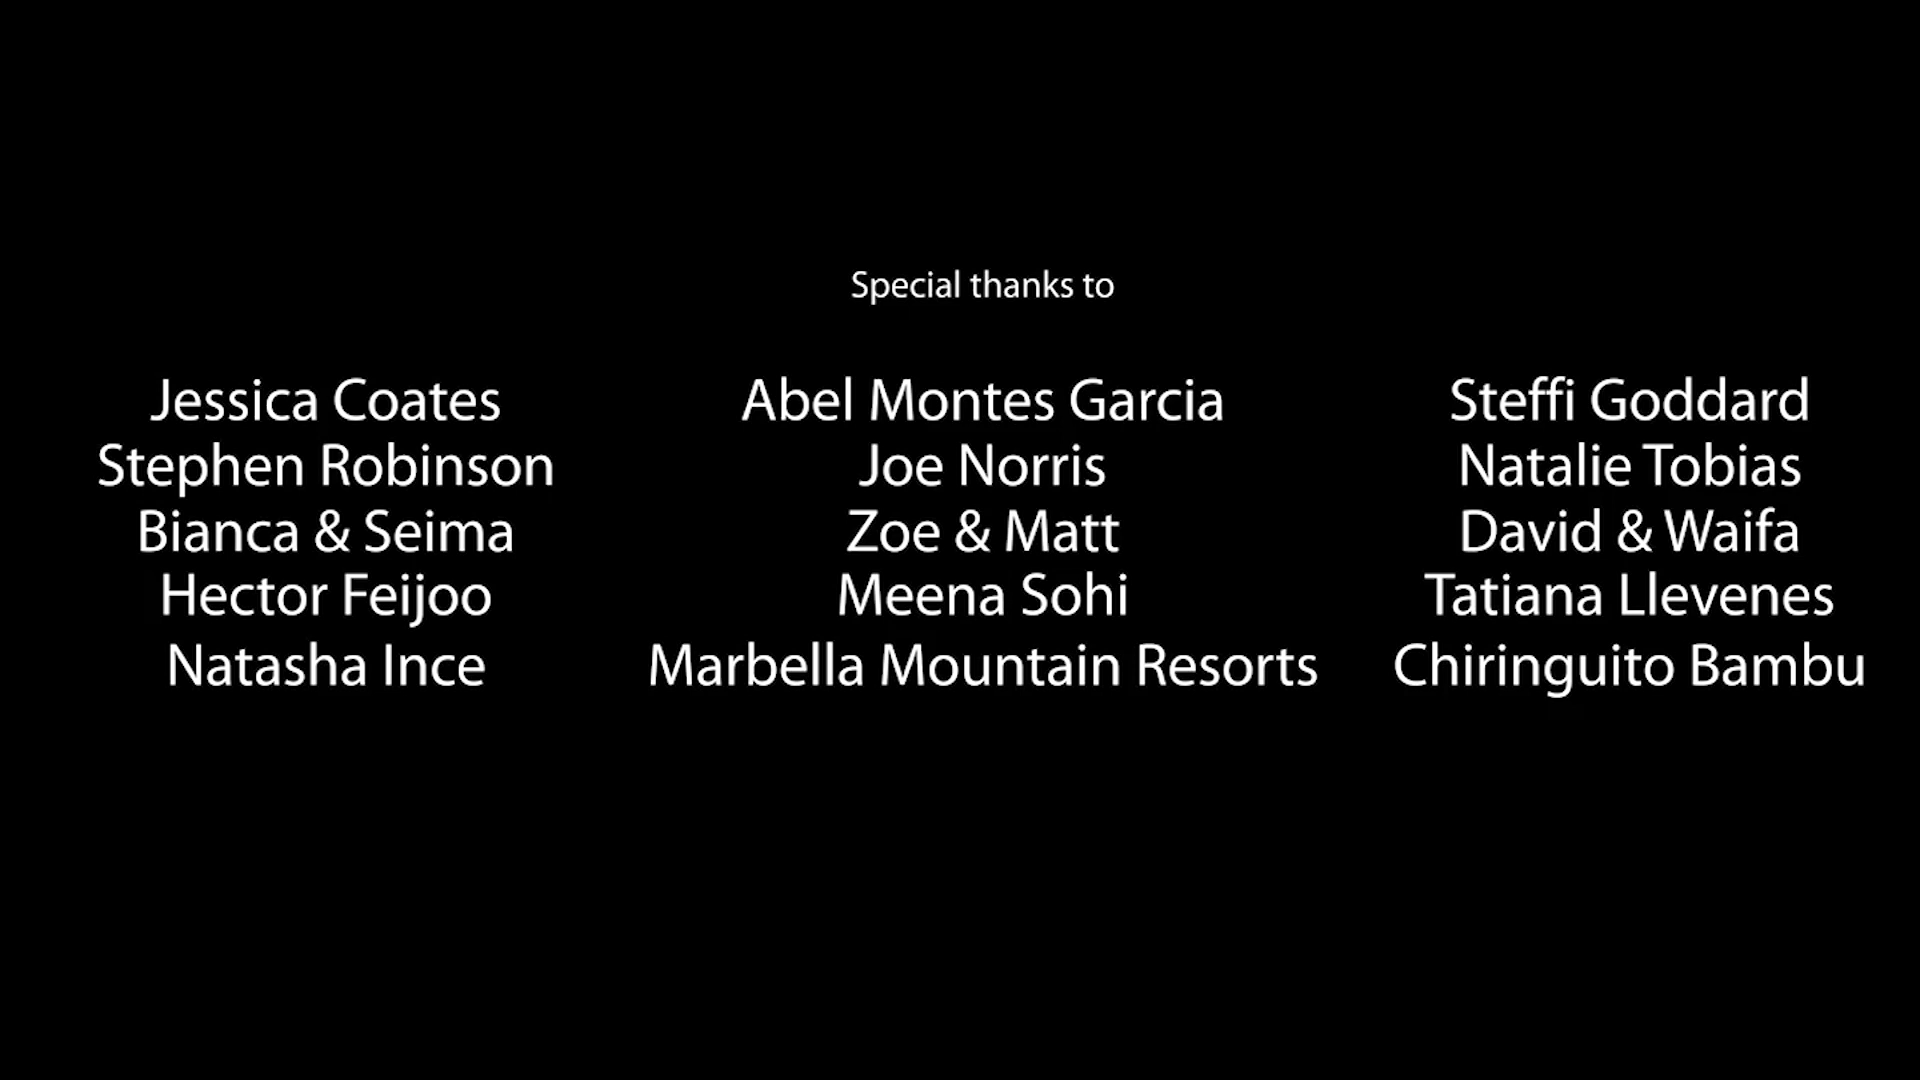 Special thanks to
Jessica Coates
Stephen Robinson
Bianca & Seima
Hector Feijoo
Natasha Ince
Abel Montes Garcia
Joe Norris
Zoe & Matt
Meena Sohi
Marbella Mountain Resorts
Steffi Goddard
Natalie Tobias
David & Waifa
Tatiana Llevenes
Chiringuito Bambu